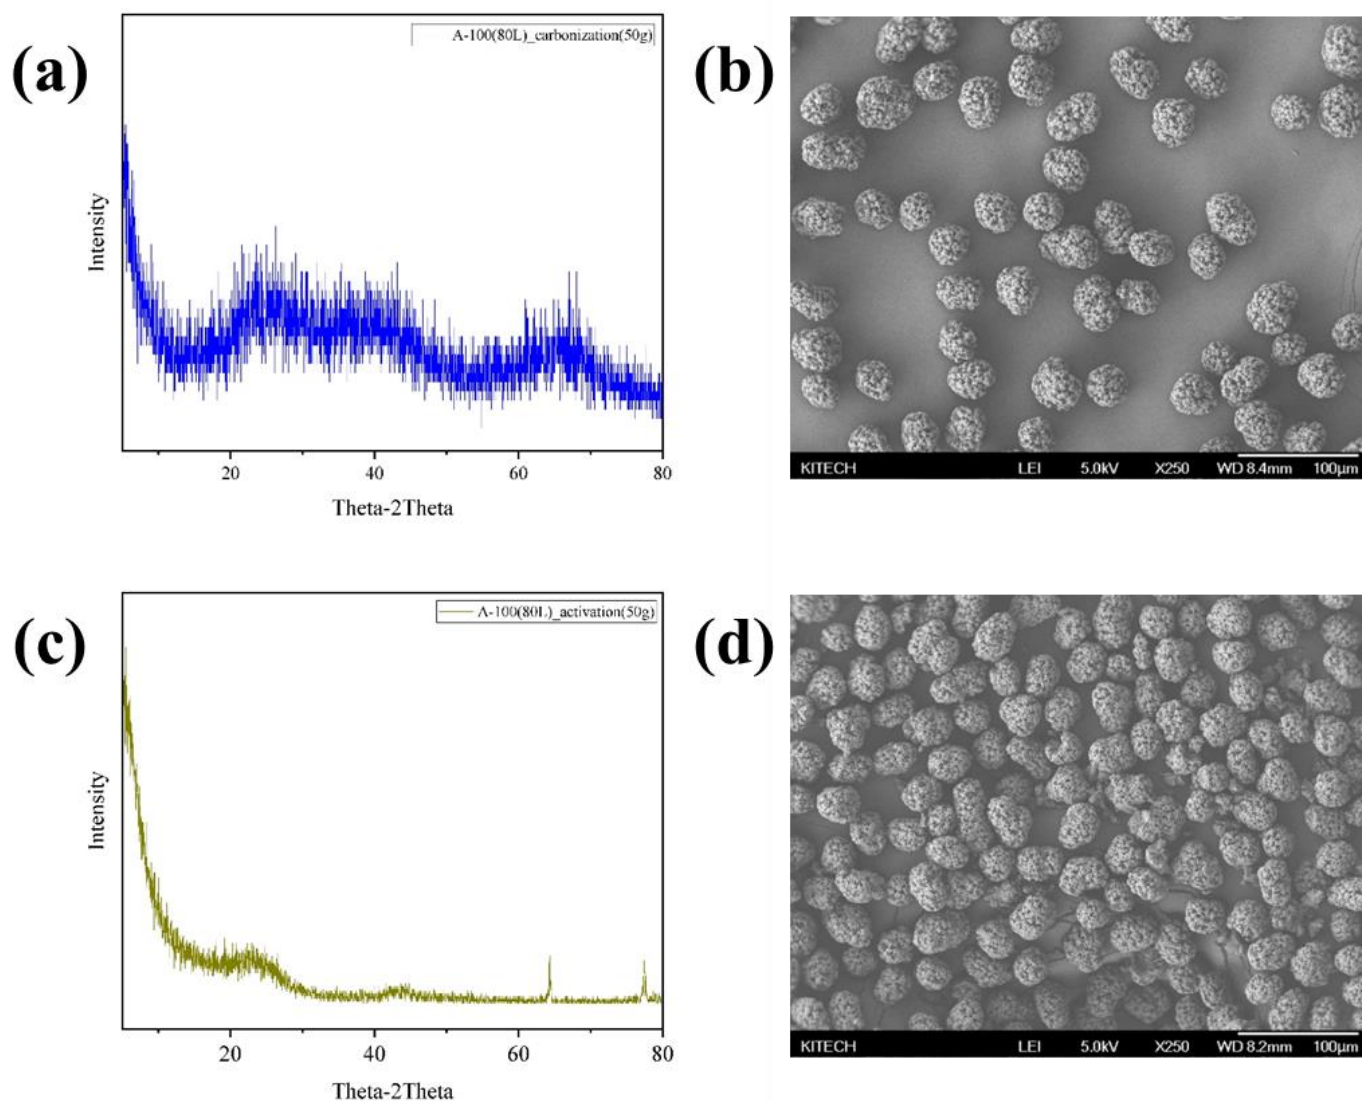 (a)
A-100(80L)_carbonization(50g)
Intensity
20 40 60 80
Theta-2Theta
(b)
KITECH LEI 5.0kV X250 WD 8.4mm 100µm
(c)
A-100(80L)_activation(50g)
Intensity
20 40 60 80
Theta-2Theta
(d)
KITECH LEI 5.0kV X250 WD 8.2mm 100µm